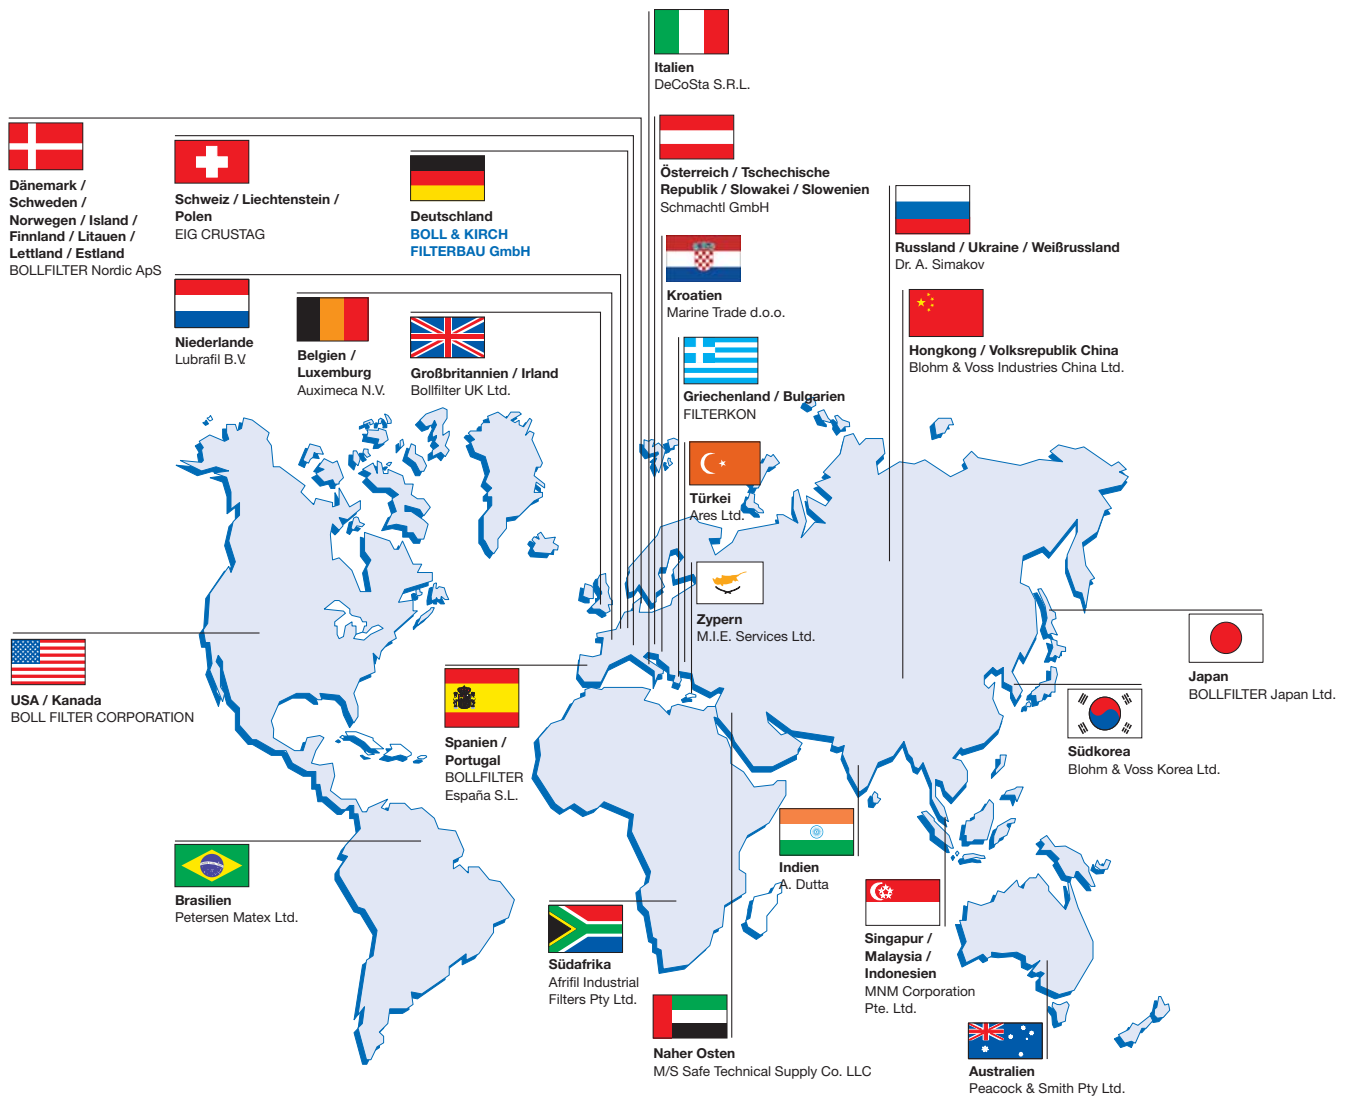 Italien
DeCoSta S.R.L.
Dänemark /
Schweden /
Norwegen / Island /
Finnland / Litauen /
Lettland / Estland
BOLLFILTER Nordic ApS
Schweiz / Liechtenstein /
Polen
EIG CRUSTAG
Deutschland
BOLL & KIRCH
FILTERBAU GmbH
Österreich / Tschechische
Republik / Slowakei / Slowenien
Schmachtl GmbH
Russland / Ukraine / Weißrussland
Dr. A. Simakov
Kroatien
Marine Trade d.o.o.
Niederlande
Lubrafil B.V.
Belgien /
Luxemburg
Auximeca N.V.
Großbritannien / Irland
Bollfilter UK Ltd.
Hongkong / Volksrepublik China
Blohm & Voss Industries China Ltd.
Griechenland / Bulgarien
FILTERKON
Türkei
Ares Ltd.
Zypern
M.I.E. Services Ltd.
USA / Kanada
BOLL FILTER CORPORATION
Spanien /
Portugal
BOLLFILTER
España S.L.
Japan
BOLLFILTER Japan Ltd.
Südkorea
Blohm & Voss Korea Ltd.
Brasilien
Petersen Matex Ltd.
Indien
A. Dutta
Südafrika
Afrifil Industrial
Filters Pty Ltd.
Singapur /
Malaysia /
Indonesien
MNM Corporation
Pte. Ltd.
Naher Osten
M/S Safe Technical Supply Co. LLC
Australien
Peacock & Smith Pty Ltd.